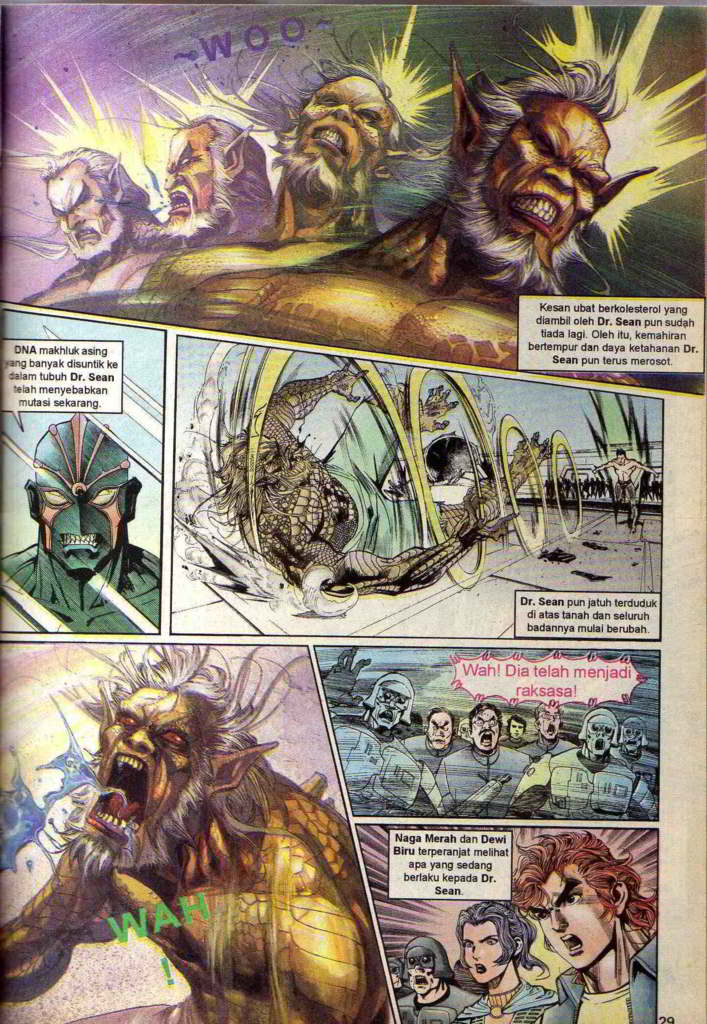 ~WOO~
Kesan ubat berkolesterol yang
diambil oleh Dr. Sean pun sudah
tiada lagi. Oleh itu, kemahiran
bertempur dan daya ketahanan Dr.
Sean pun terus merosot.
DNA makhluk asing
yang banyak disuntik ke
dalam tubuh Dr. Sean
telah menyebabkan
mutasi sekarang.
Dr. Sean pun jatuh terduduk
di atas tanah dan seluruh
badannya mulai berubah.
WAH
!
Wah! Dia telah menjadi
raksasa!
Naga Merah dan Dewi
Biru terperanjat melihat
apa yang sedang
berlaku kepada Dr.
Sean.
29